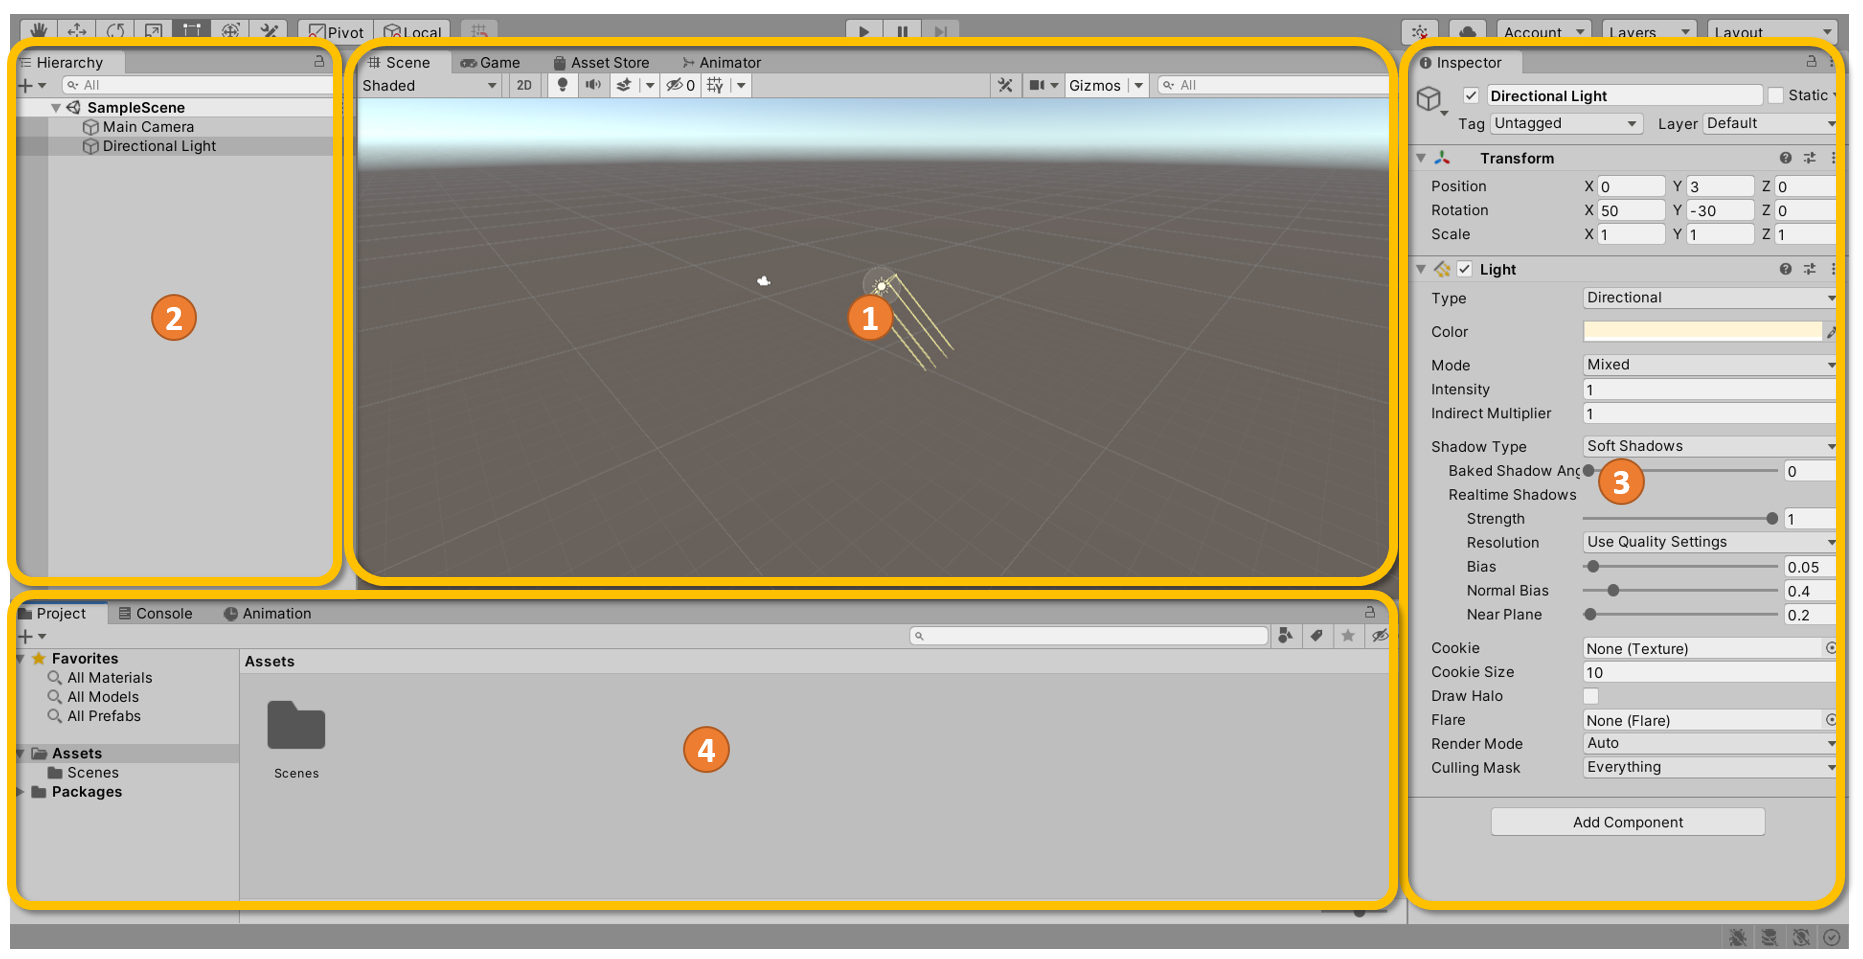 Pivot Local Account Layers Layout
Hierarchy
All
SampleScene
Main Camera
Directional Light
2
Scene Game Asset Store Animator
Shaded 2D 0 Gizmos All
1
Inspector
Directional Light Static
Tag Untagged Layer Default
Transform
Position X 0 Y 3 Z 0
Rotation X 50 Y -30 Z 0
Scale X 1 Y 1 Z 1
Light
Type Directional
Color
Mode Mixed
Intensity 1
Indirect Multiplier 1
Shadow Type Soft Shadows
Baked Shadow Ang 0
3
Realtime Shadows
Strength 1
Resolution Use Quality Settings
Bias 0.05
Normal Bias 0.4
Near Plane 0.2
Cookie None (Texture)
Cookie Size 10
Draw Halo
Flare None (Flare)
Render Mode Auto
Culling Mask Everything
Add Component
Project Console Animation
Favorites
All Materials
All Models
All Prefabs
Assets
Scenes
Packages
Assets
Scenes
4